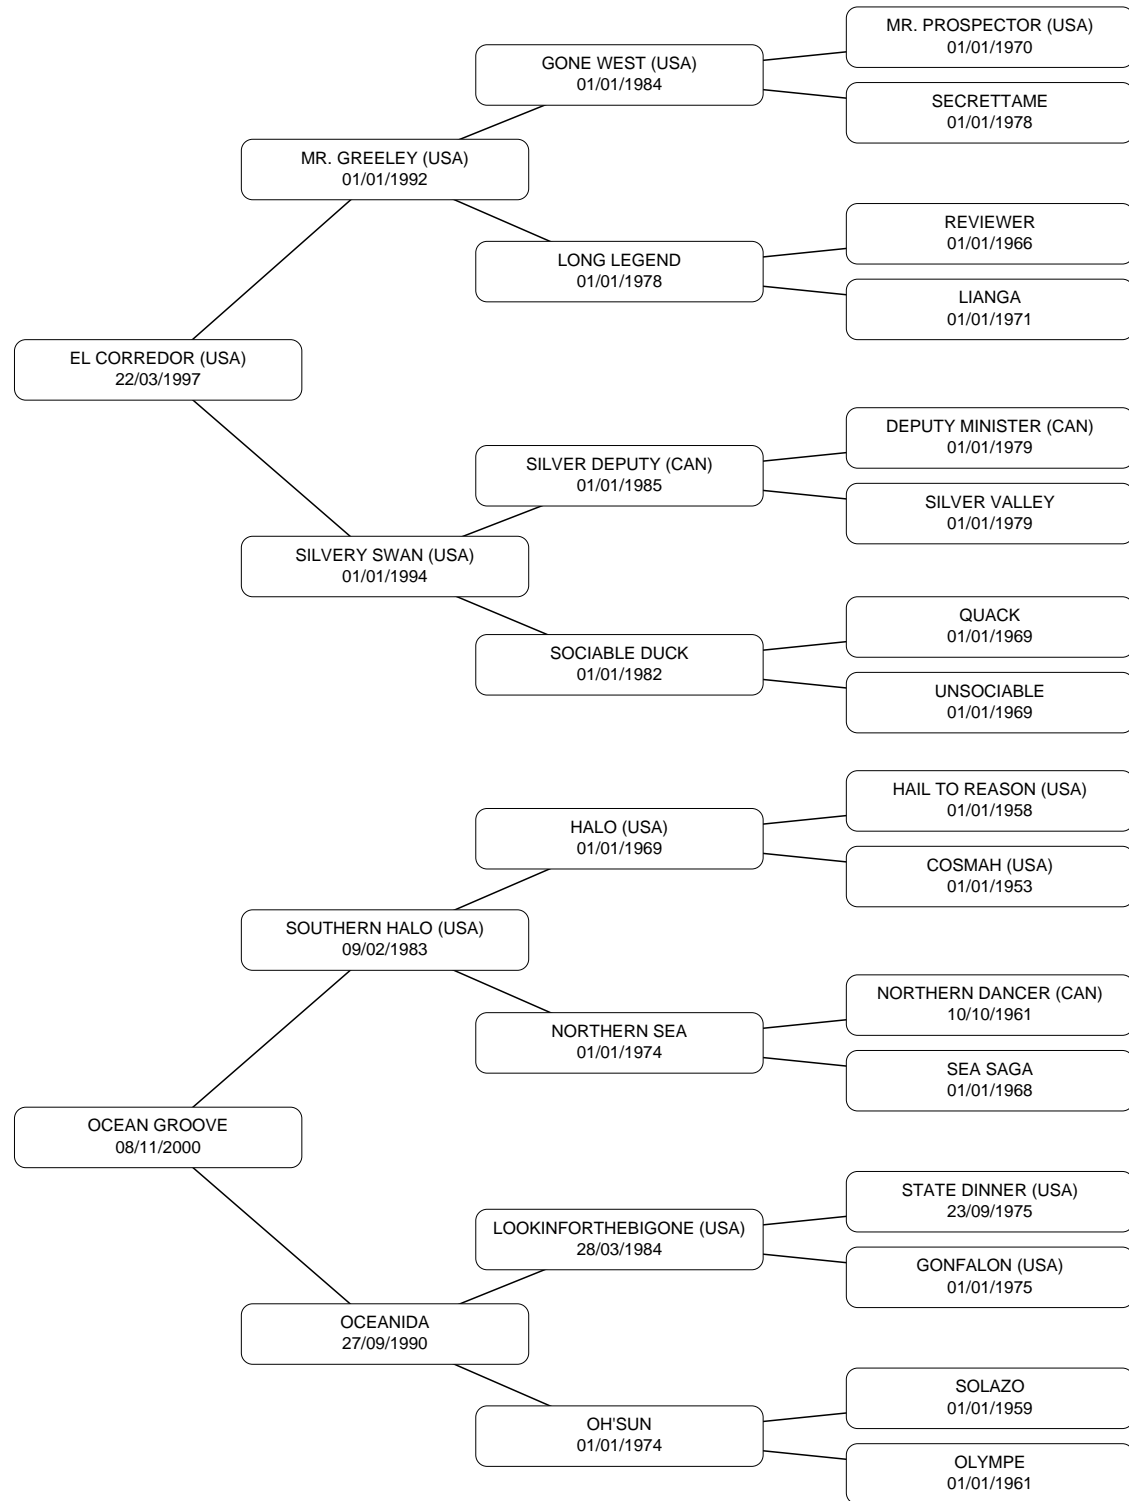 MR. PROSPECTOR (USA)
01/01/1970
GONE WEST (USA)
01/01/1984
SECRETTAME
01/01/1978
MR. GREELEY (USA)
01/01/1992
REVIEWER
01/01/1966
LONG LEGEND
01/01/1978
LIANGA
01/01/1971
EL CORREDOR (USA)
22/03/1997
DEPUTY MINISTER (CAN)
01/01/1979
SILVER DEPUTY (CAN)
01/01/1985
SILVER VALLEY
01/01/1979
SILVERY SWAN (USA)
01/01/1994
QUACK
01/01/1969
SOCIABLE DUCK
01/01/1982
UNSOCIABLE
01/01/1969
HAIL TO REASON (USA)
01/01/1958
HALO (USA)
01/01/1969
COSMAH (USA)
01/01/1953
SOUTHERN HALO (USA)
09/02/1983
NORTHERN DANCER (CAN)
10/10/1961
NORTHERN SEA
01/01/1974
SEA SAGA
01/01/1968
OCEAN GROOVE
08/11/2000
STATE DINNER (USA)
23/09/1975
LOOKINFORTHEBIGONE (USA)
28/03/1984
GONFALON (USA)
01/01/1975
OCEANIDA
27/09/1990
SOLAZO
01/01/1959
OH'SUN
01/01/1974
OLYMPE
01/01/1961